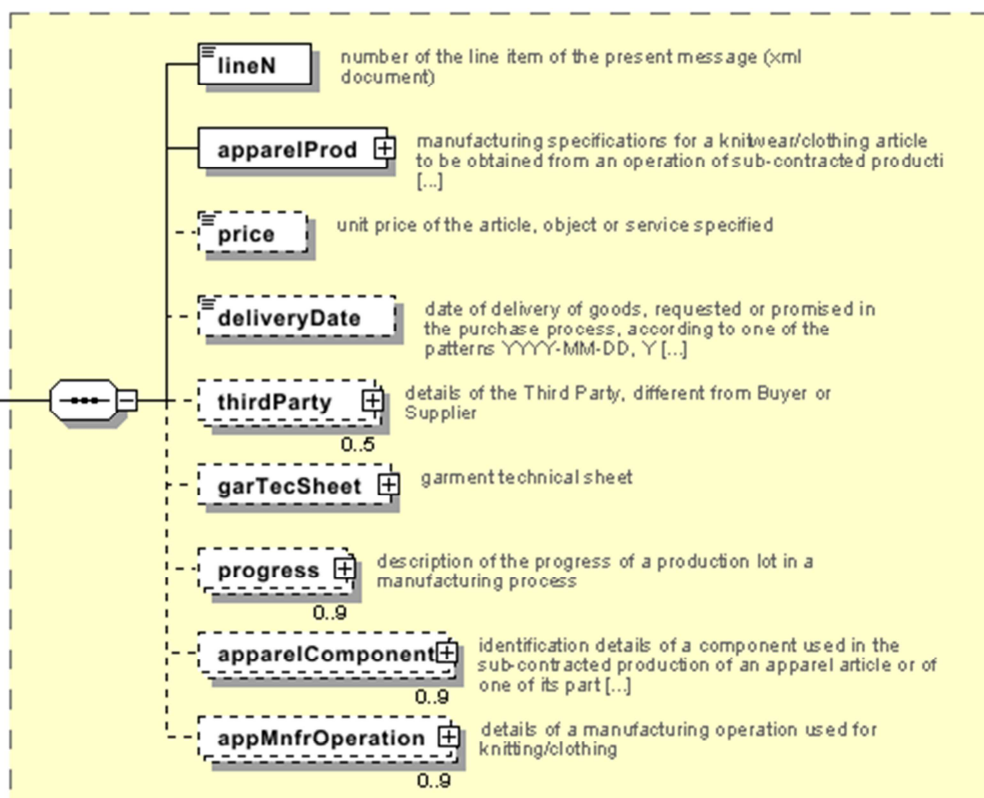 lineN
number of the line item of the present message (xml
document)
apparelProd
manufacturing specifications for a knitwear/clothing article
to be obtained from an operation of sub-contracted producti
[...]
price
unit price of the article, object or service specified
deliveryDate
date of delivery of goods, requested or promised in
the purchase process, according to one of the
patterns YYYY-MM-DD, Y [...]
thirdParty
details of the Third Party, different from Buyer or
Supplier
0..5
garTecSheet
garment technical sheet
progress
description of the progress of a production lot in a
manufacturing process
0..9
apparelComponent
identification details of a component used in the
sub-contracted production of an apparel article or of
one of its part [...]
0..9
appMnfrOperation
details of a manufacturing operation used for
knitting/clothing
0..9